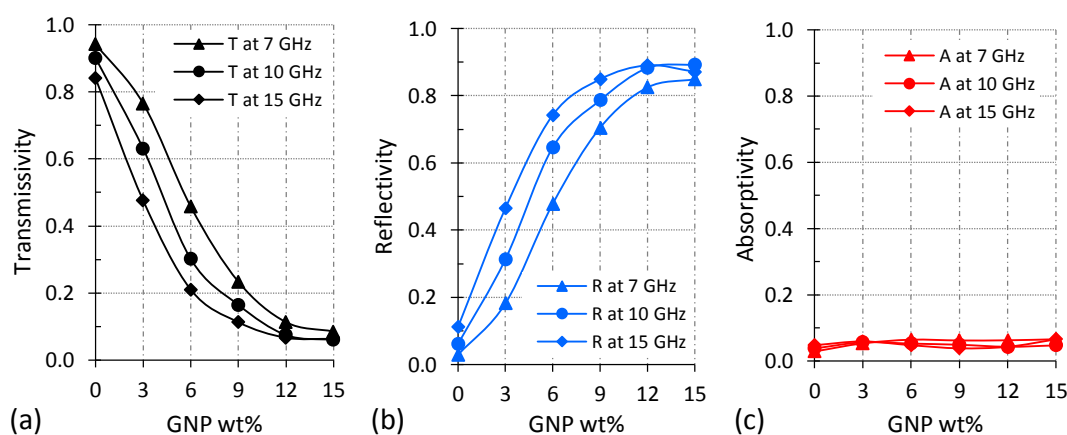 Transmissivity
1.0
0.8
0.6
0.4
0.2
0.0
T at 7 GHz
T at 10 GHz
T at 15 GHz
0 3 6 9 12 15
(a) GNP wt%
Reflectivity
1.0
0.8
0.6
0.4
0.2
0.0
R at 7 GHz
R at 10 GHz
R at 15 GHz
0 3 6 9 12 15
(b) GNP wt%
Absorptivity
1.0
0.8
0.6
0.4
0.2
0.0
A at 7 GHz
A at 10 GHz
A at 15 GHz
0 3 6 9 12 15
(c) GNP wt%